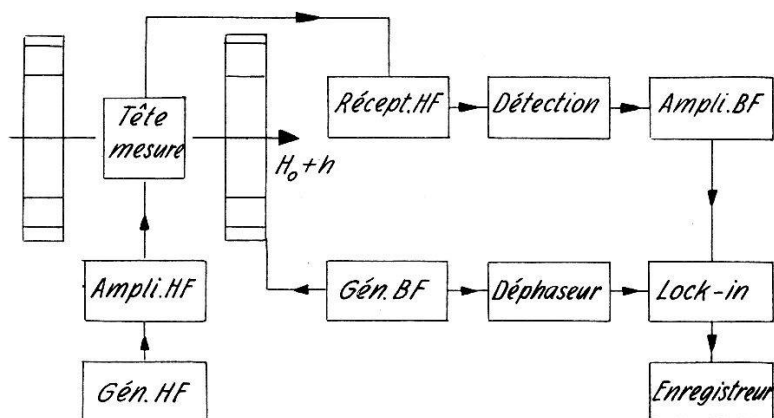 Tête
mesure
H₀+h
Récept.HF
Détection
Ampli.BF
Ampli.HF
Gén.BF
Déphaseur
Lock-in
Gén.HF
Enregistreur